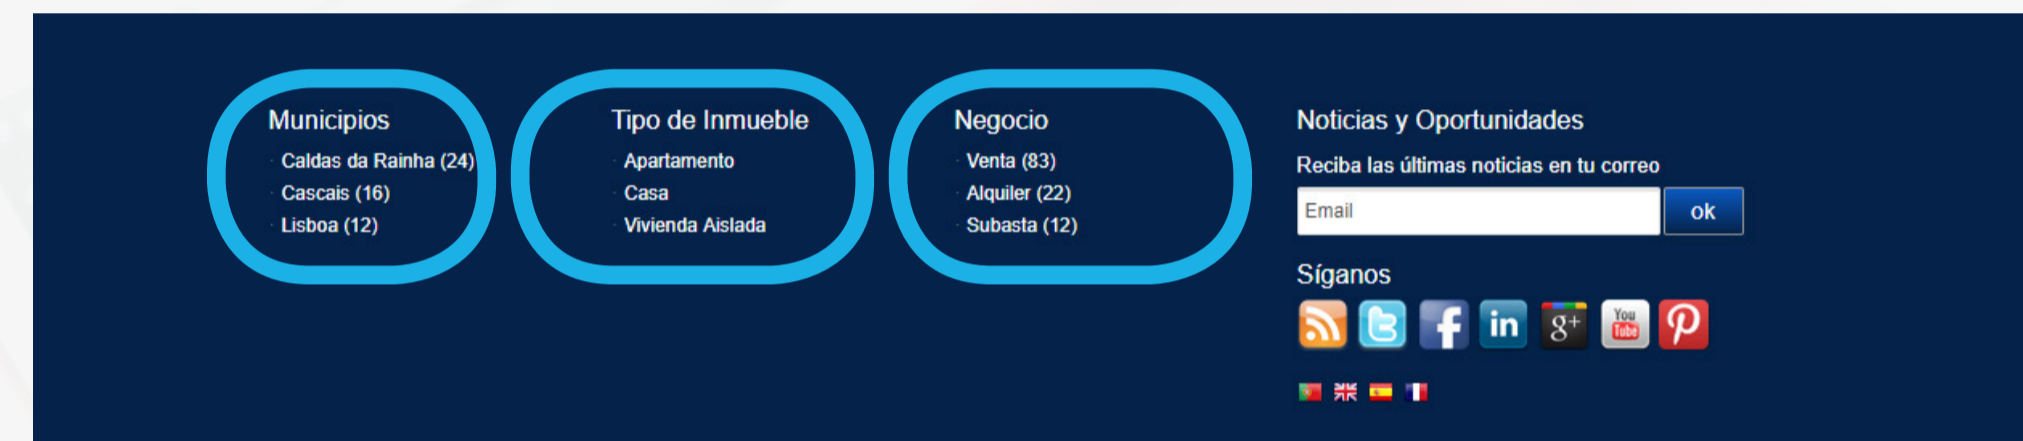 Municipios
Caldas da Rainha (24)
Cascais (16)
Lisboa (12)
Tipo de Inmueble
Apartamento
Casa
Vivienda Aislada
Negocio
Venta (83)
Alquiler (22)
Subasta (12)
Noticias y Oportunidades
Reciba las últimas noticias en tu correo
Email
ok
Síganos
in
g+
You
Tube